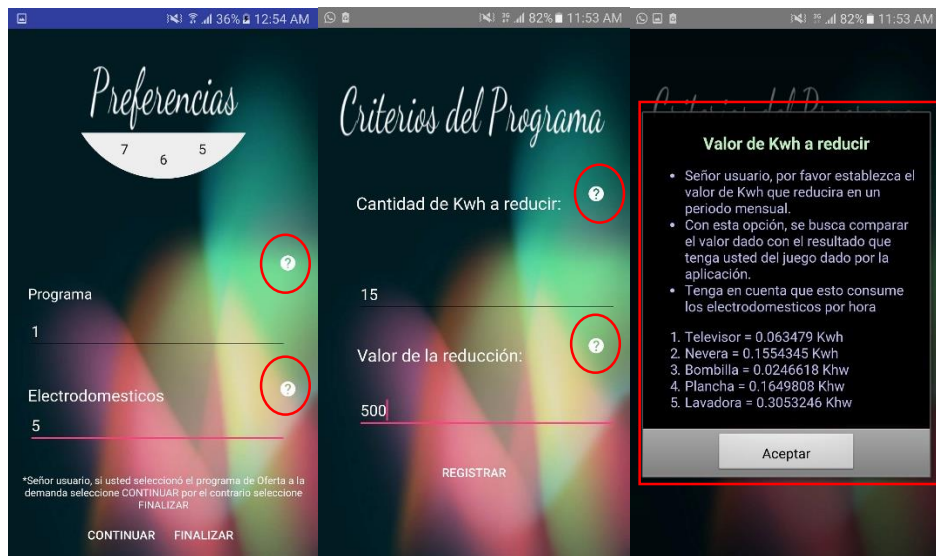 36% 12:54 AM
Preferencias
7 6 5
?
Programa
1
?
Electrodomesticos
5
*Señor usuario, si usted seleccionó el programa de Oferta a la
demanda seleccione CONTINUAR por el contrario seleccione
FINALIZAR
CONTINUAR FINALIZAR
3G 82% 11:53 AM
Criterios del Programa
?
Cantidad de Kwh a reducir:
15
?
Valor de la reducción:
500
REGISTRAR
3G 82% 11:53 AM
Criterios del Programa
Valor de Kwh a reducir
• Señor usuario, por favor establezca el
valor de Kwh que reducira en un
periodo mensual.
• Con esta opción, se busca comparar
el valor dado con el resultado que
tenga usted del juego dado por la
aplicación.
• Tenga en cuenta que esto consume
los electrodomesticos por hora
1. Televisor = 0.063479 Kwh
2. Nevera = 0.1554345 Kwh
3. Bombilla = 0.0246618 Khw
4. Plancha = 0.1649808 Khw
5. Lavadora = 0.3053246 Khw
Aceptar